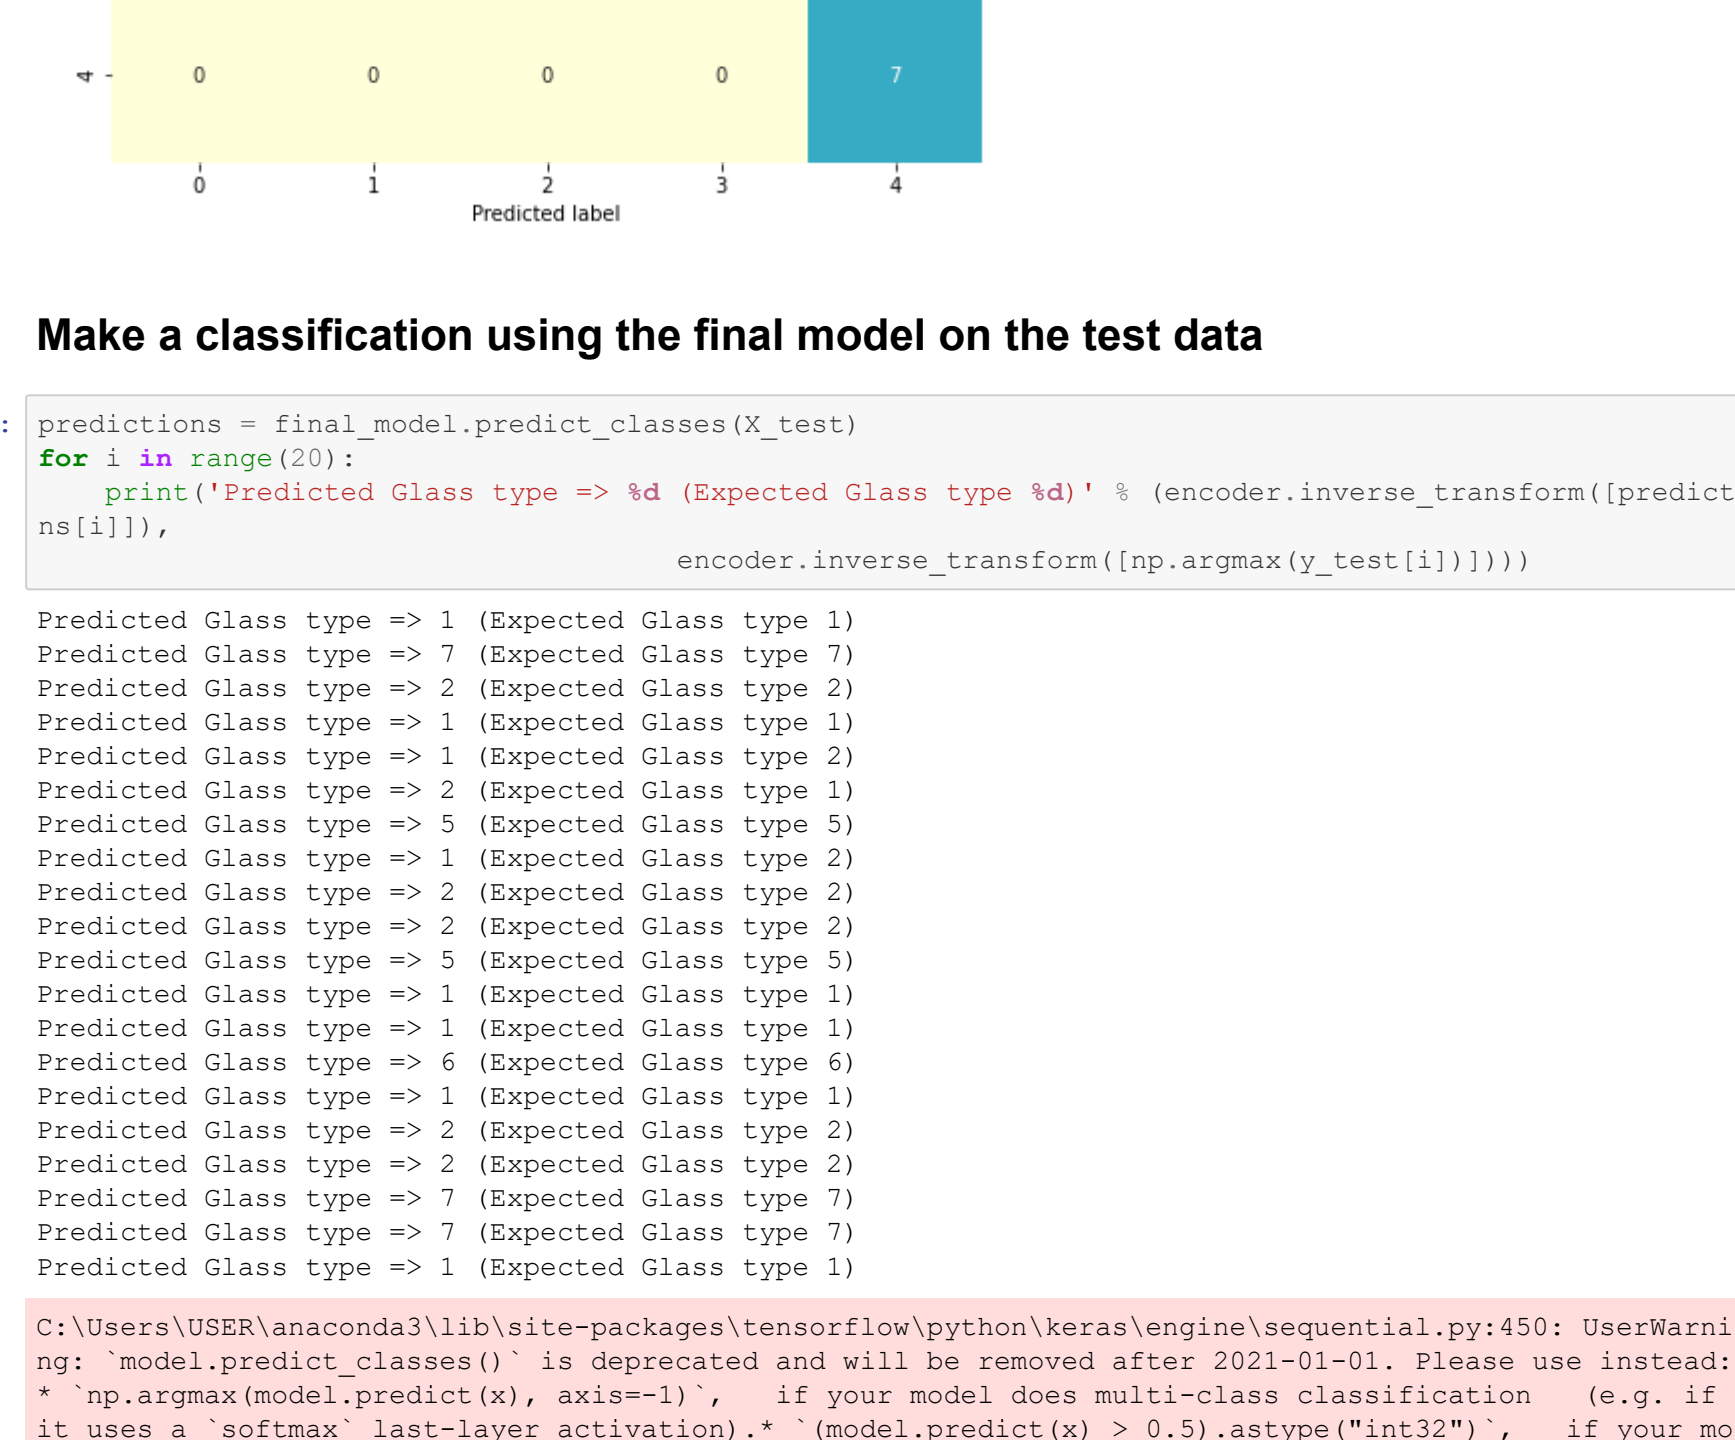 4 0 0 0 0 7
0 1 2 3 4
Predicted label
Make a classification using the final model on the test data
: predictions = final_model.predict_classes(X_test)
for i in range(20):
    print('Predicted Glass type => %d (Expected Glass type %d)' % (encoder.inverse_transform([predict
ns[i]]),
                                      encoder.inverse_transform([np.argmax(y_test[i])])))
Predicted Glass type => 1 (Expected Glass type 1)
Predicted Glass type => 7 (Expected Glass type 7)
Predicted Glass type => 2 (Expected Glass type 2)
Predicted Glass type => 1 (Expected Glass type 1)
Predicted Glass type => 1 (Expected Glass type 2)
Predicted Glass type => 2 (Expected Glass type 1)
Predicted Glass type => 5 (Expected Glass type 5)
Predicted Glass type => 1 (Expected Glass type 2)
Predicted Glass type => 2 (Expected Glass type 2)
Predicted Glass type => 2 (Expected Glass type 2)
Predicted Glass type => 5 (Expected Glass type 5)
Predicted Glass type => 1 (Expected Glass type 1)
Predicted Glass type => 1 (Expected Glass type 1)
Predicted Glass type => 6 (Expected Glass type 6)
Predicted Glass type => 1 (Expected Glass type 1)
Predicted Glass type => 2 (Expected Glass type 2)
Predicted Glass type => 2 (Expected Glass type 2)
Predicted Glass type => 7 (Expected Glass type 7)
Predicted Glass type => 7 (Expected Glass type 7)
Predicted Glass type => 1 (Expected Glass type 1)
C:\Users\USER\anaconda3\lib\site-packages\tensorflow\python\keras\engine\sequential.py:450: UserWarni
ng: `model.predict_classes()` is deprecated and will be removed after 2021-01-01. Please use instead:
* `np.argmax(model.predict(x), axis=-1)`,   if your model does multi-class classification   (e.g. if
it uses a `softmax` last-layer activation).* `(model.predict(x) > 0.5).astype("int32")`,   if your mo